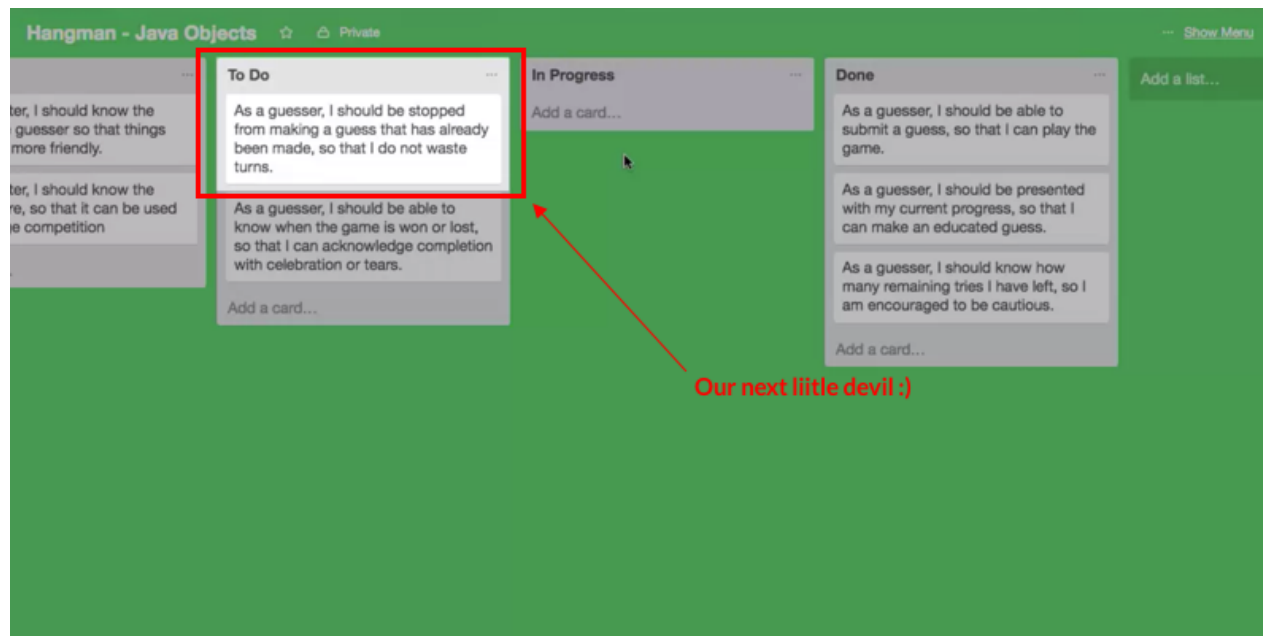 Hangman - Java Objects
Private
Show Menu
ter, I should know the
guesser so that things
more friendly.
ter, I should know the
re, so that it can be used
e competition
To Do
As a guesser, I should be stopped
from making a guess that has already
been made, so that I do not waste
turns.
As a guesser, I should be able to
know when the game is won or lost,
so that I can acknowledge completion
with celebration or tears.
Add a card...
In Progress
Add a card...
Done
As a guesser, I should be able to
submit a guess, so that I can play the
game.
As a guesser, I should be presented
with my current progress, so that I
can make an educated guess.
As a guesser, I should know how
many remaining tries I have left, so I
am encouraged to be cautious.
Add a card...
Add a list...
Our next liitle devil :)